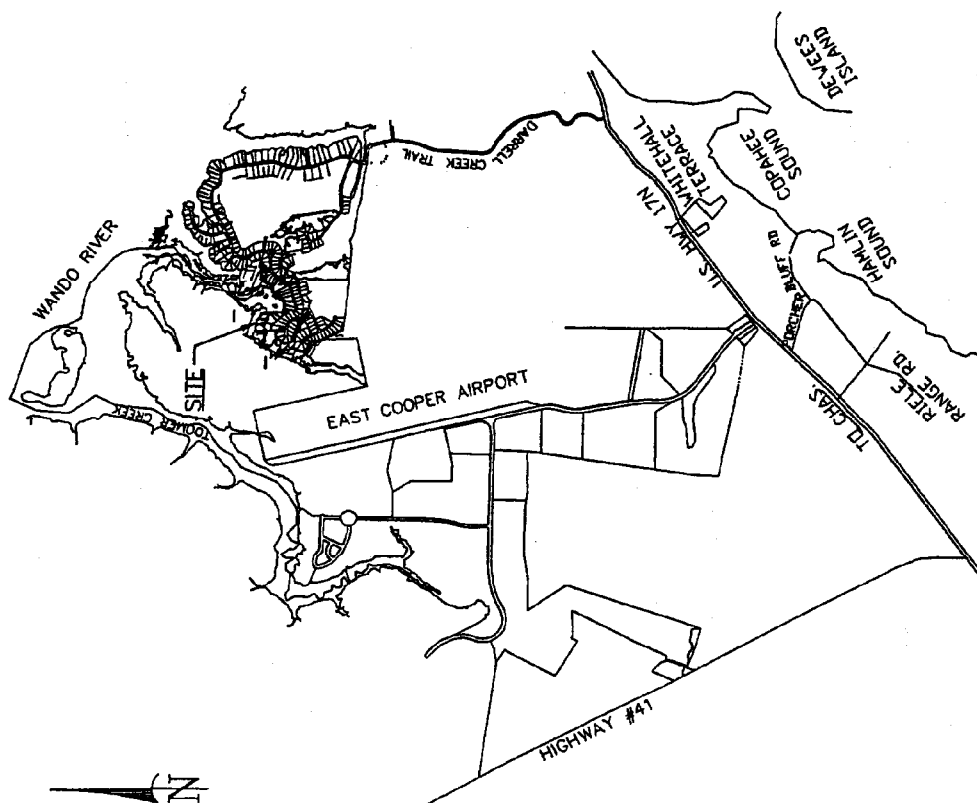 DEWEES
ISLAND
COPAHEE
SOUND
HAMLIN
SOUND
WHITEHALL
TERRACE
U.S. HWY 17N
DARRELL CREEK TRAIL
WANDO RIVER
PORCHER BLUFF RD
RIFLE
RANGE RD.
TO CHAS.
SITE
TOOMER CREEK
EAST COOPER AIRPORT
HIGHWAY #41
N